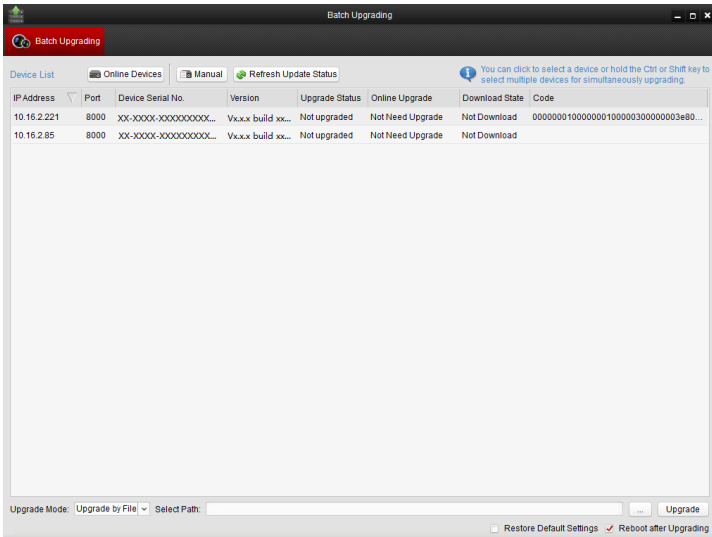 Batch Upgrading
Batch Upgrading
Device List Online Devices Manual Refresh Update Status
You can click to select a device or hold the Ctrl or Shift key to
select multiple devices for simultaneously upgrading.
IP Address Port Device Serial No. Version Upgrade Status Online Upgrade Download State Code
10.16.2.221 8000 XX-XXXX-XXXXXXXXX... Vx.x.x build xx... Not upgraded Not Need Upgrade Not Download
10.16.2.85 8000 XX-XXXX-XXXXXXXXX... Vx.x.x build xx... Not upgraded Not Need Upgrade Not Download
Upgrade Mode: Upgrade by File Select Path: ... Upgrade
Restore Default Settings Reboot after Upgrading